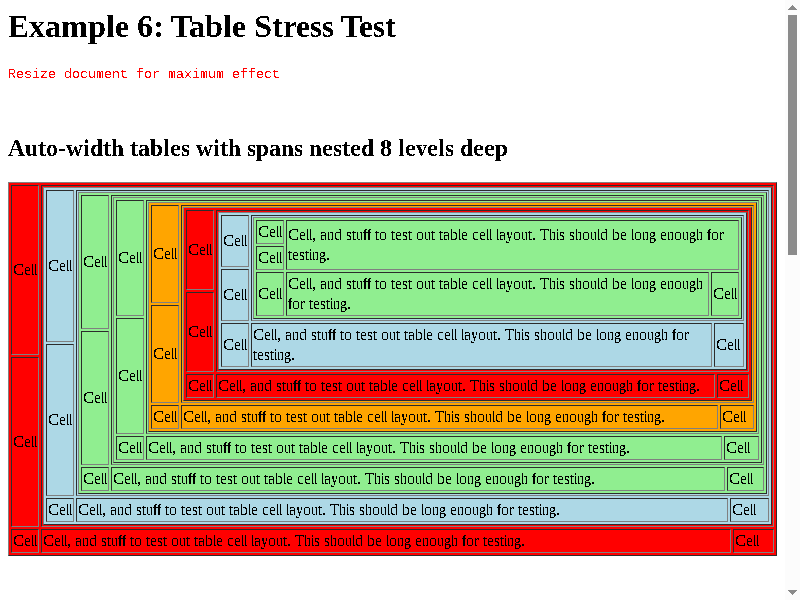 Example 6: Table Stress Test
Resize document for maximum effect
Auto-width tables with spans nested 8 levels deep
Cell
Cell
Cell
Cell
Cell
Cell
Cell
Cell
Cell, and stuff to test out table cell layout. This should be long enough for
testing.
Cell
Cell
Cell
Cell, and stuff to test out table cell layout. This should be long enough
for testing.
Cell
Cell
Cell
Cell, and stuff to test out table cell layout. This should be long enough for
testing.
Cell
Cell
Cell
Cell, and stuff to test out table cell layout. This should be long enough for testing.
Cell
Cell
Cell
Cell, and stuff to test out table cell layout. This should be long enough for testing.
Cell
Cell
Cell
Cell, and stuff to test out table cell layout. This should be long enough for testing.
Cell
Cell
Cell
Cell, and stuff to test out table cell layout. This should be long enough for testing.
Cell
Cell
Cell
Cell, and stuff to test out table cell layout. This should be long enough for testing.
Cell
Cell
Cell
Cell, and stuff to test out table cell layout. This should be long enough for testing.
Cell